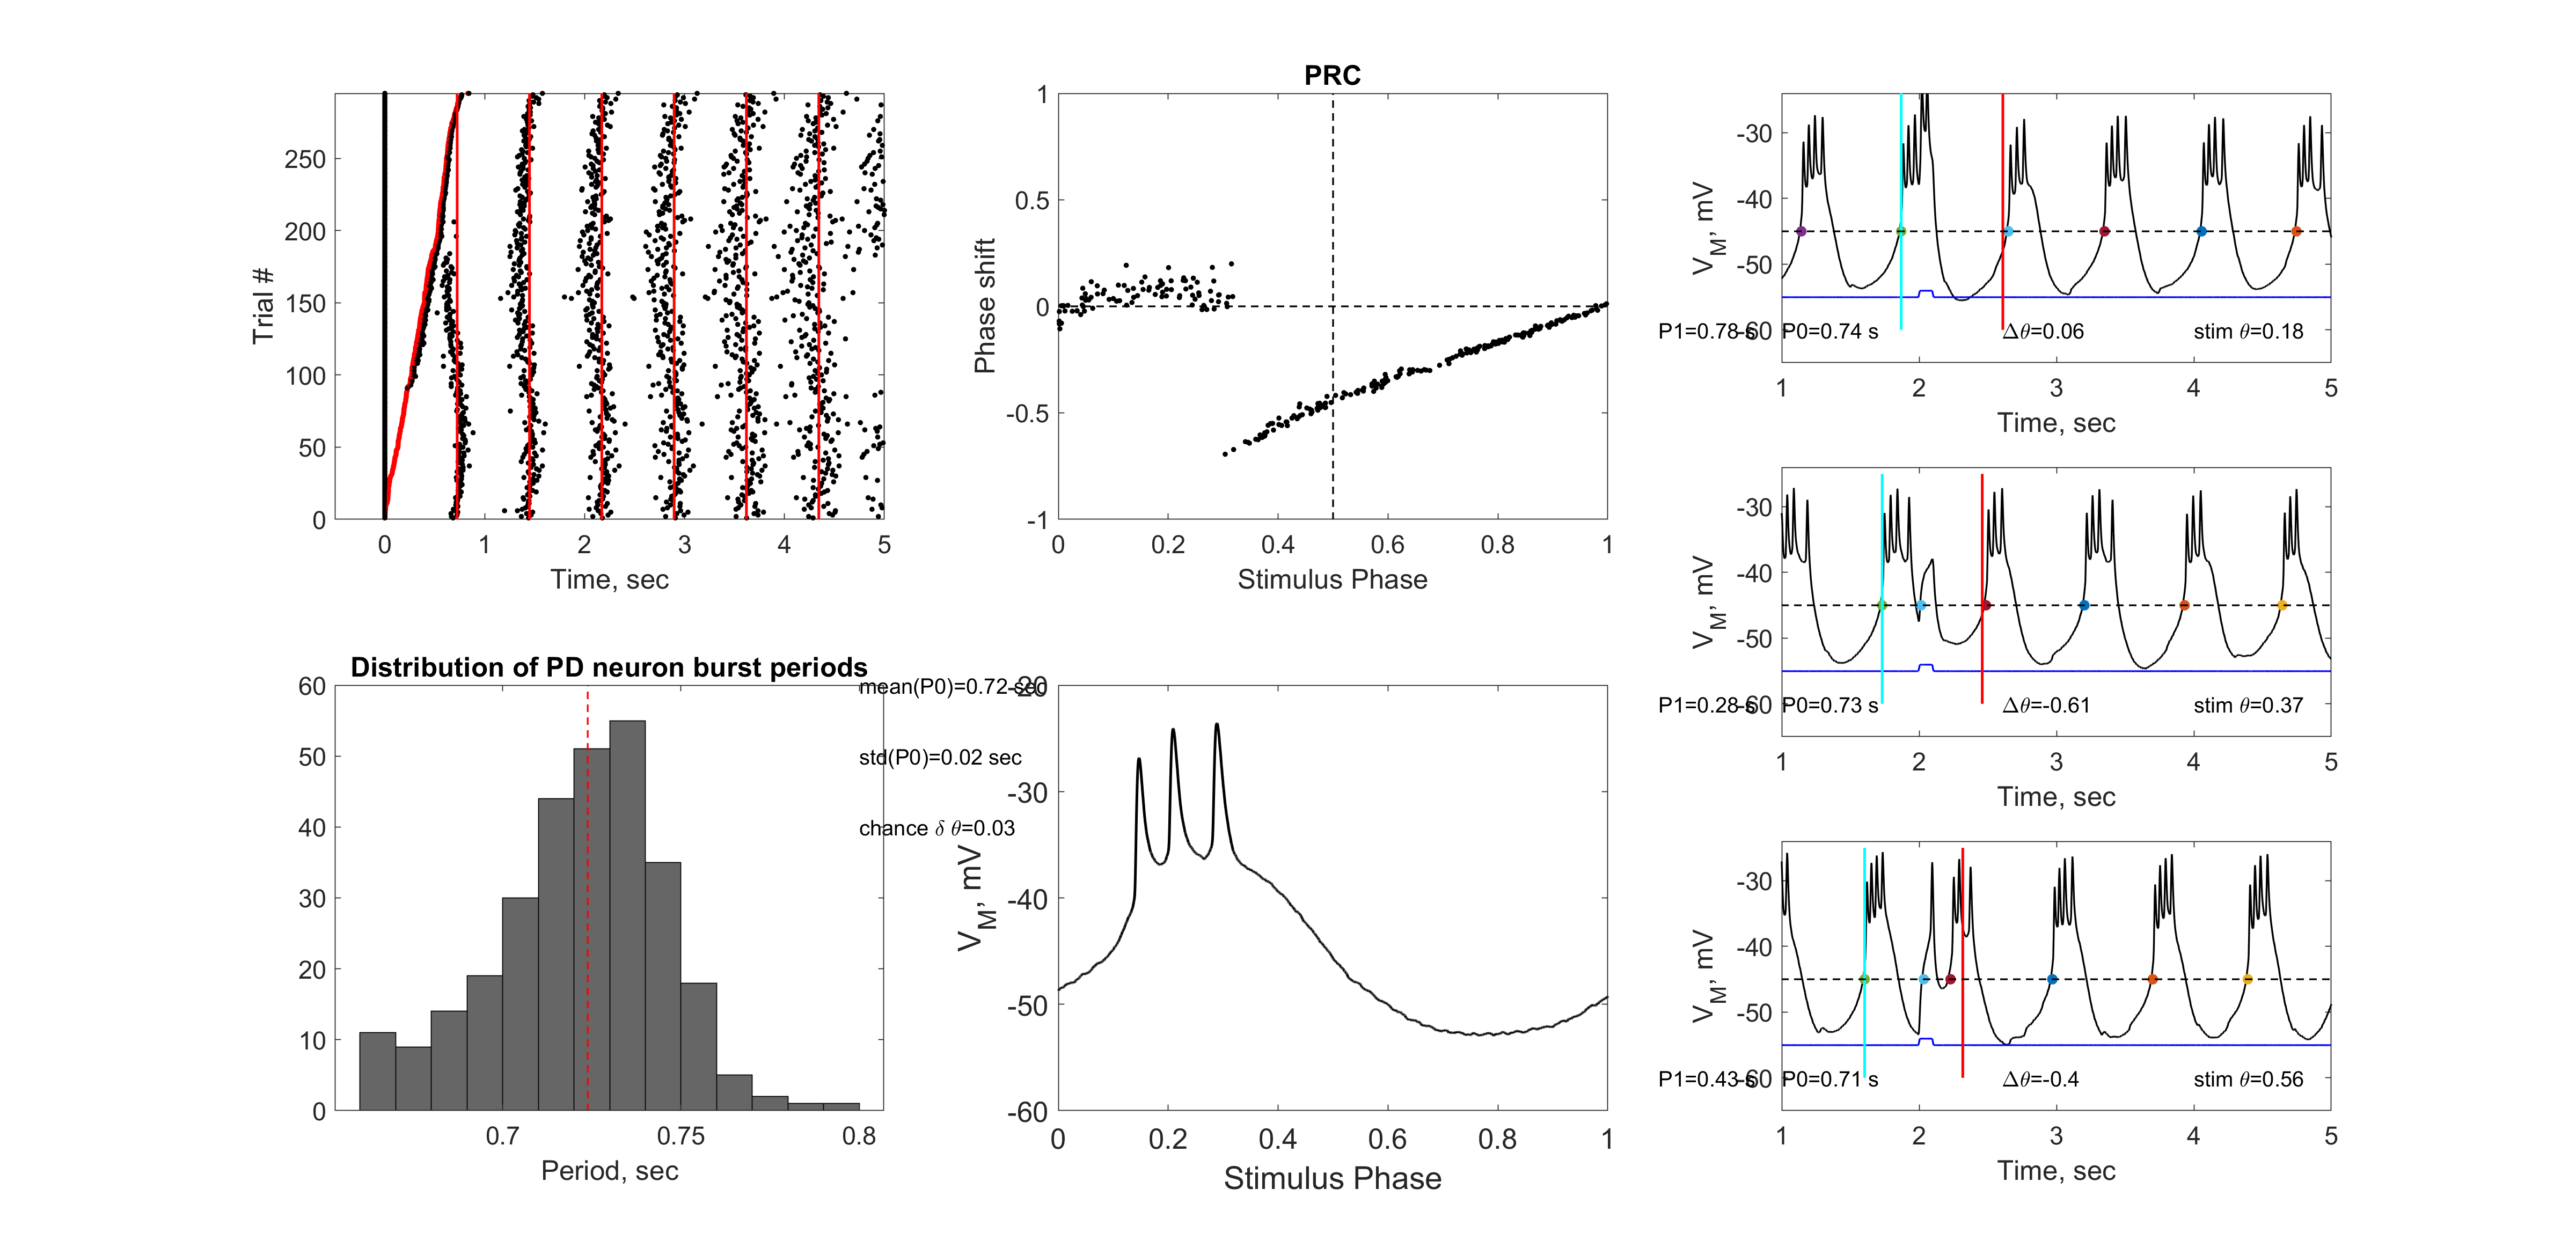 250
200
150
100
50
0
Trial #
0 1 2 3 4 5
Time, sec
PRC
1
0.5
0
-0.5
-1
Phase shift
0 0.2 0.4 0.6 0.8 1
Stimulus Phase
-30
-40
-50
-60
V_M, mV
P1=0.78 s P0=0.74 s Δθ=0.06 stim θ=0.18
1 2 3 4 5
Time, sec
-30
-40
-50
-60
V_M, mV
P1=0.28 s P0=0.73 s Δθ=-0.61 stim θ=0.37
1 2 3 4 5
Time, sec
-30
-40
-50
-60
V_M, mV
P1=0.43 s P0=0.71 s Δθ=-0.4 stim θ=0.56
1 2 3 4 5
Time, sec
Distribution of PD neuron burst periods
60
50
40
30
20
10
0
0.7 0.75 0.8
Period, sec
mean(P0)=0.72 sec
std(P0)=0.02 sec
chance δ θ=0.03
-20
-30
-40
-50
-60
V_M, mV
0 0.2 0.4 0.6 0.8 1
Stimulus Phase